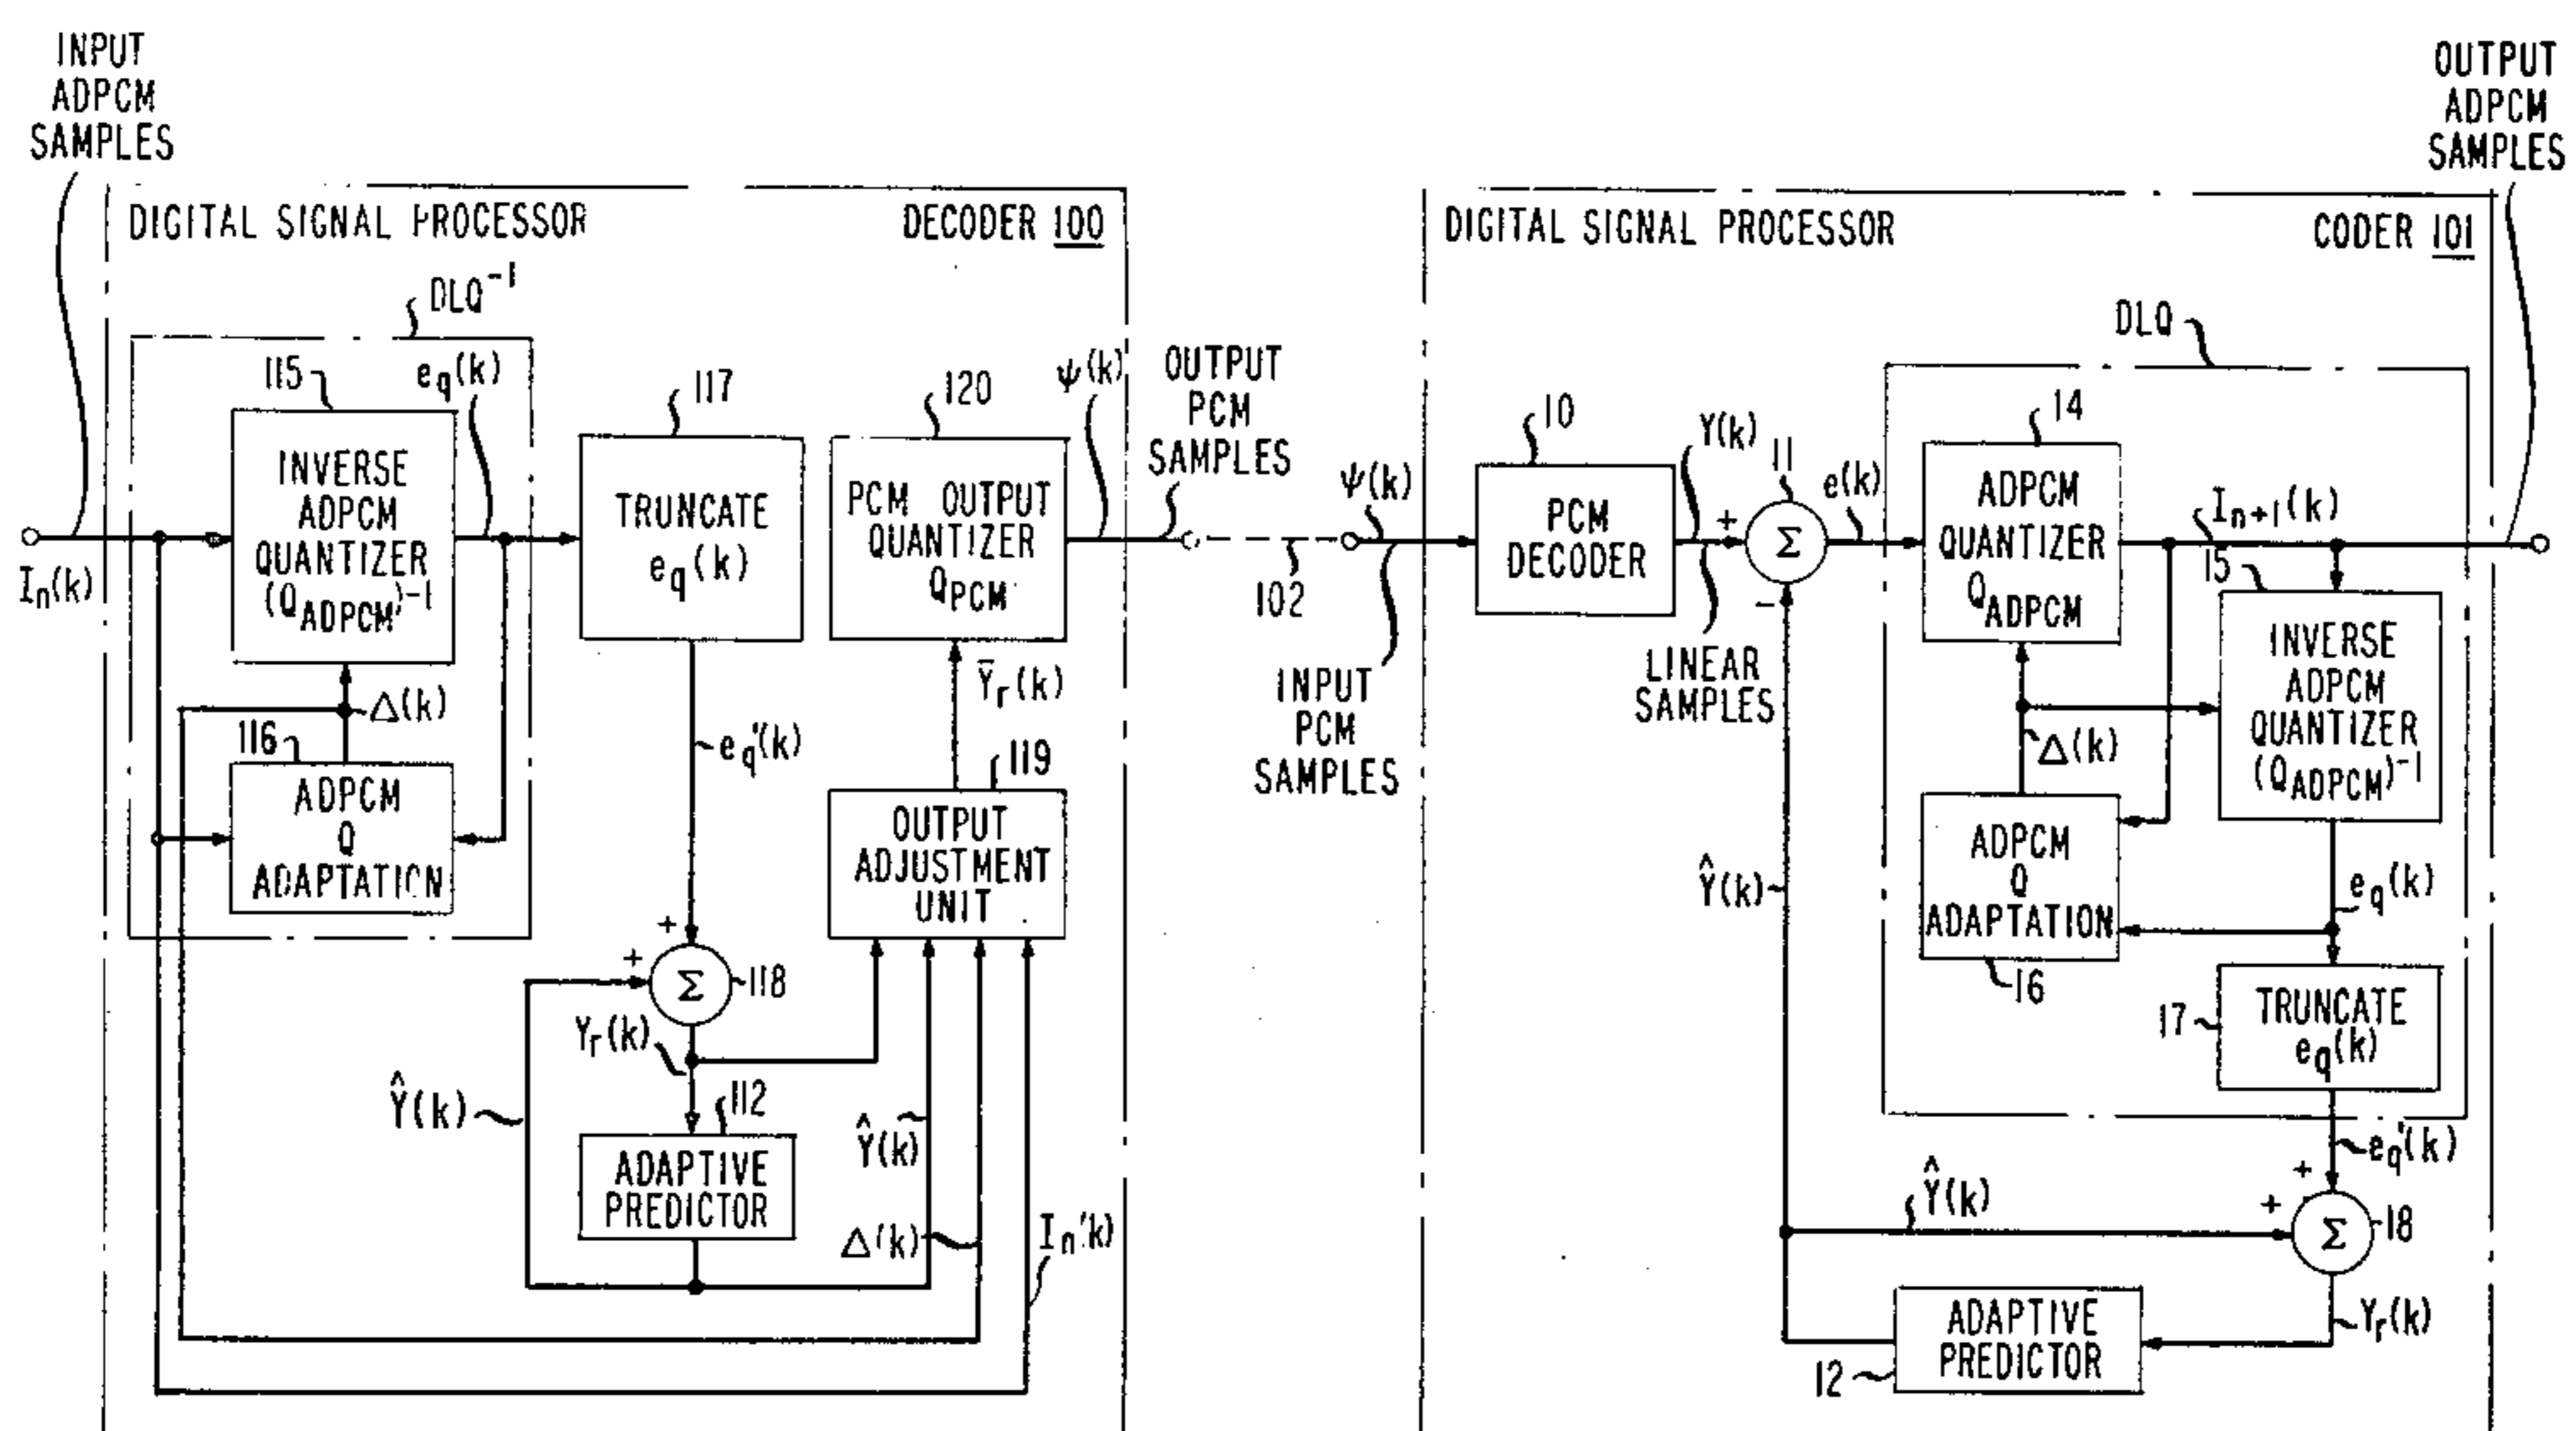 INPUT
ADPCM
SAMPLES
OUTPUT
ADPCM
SAMPLES
DIGITAL SIGNAL PROCESSOR
DECODER 100
DLQ⁻¹
115
eq(k)
INVERSE
ADPCM
QUANTIZER
(QADPCM)⁻¹
In(k)
Δ(k)
116
ADPCM
Q
ADAPTATION
117
TRUNCATE
eq(k)
eq'(k)
120
PCM OUTPUT
QUANTIZER
QPCM
ψ(k)
Ȳr(k)
119
OUTPUT
ADJUSTMENT
UNIT
+
+
Σ
118
Yr(k)
112
ADAPTIVE
PREDICTOR
Ŷ(k)
Ŷ(k)
Δ(k)
In(k)
OUTPUT
PCM
SAMPLES
102
ψ(k)
INPUT
PCM
SAMPLES
DIGITAL SIGNAL PROCESSOR
CODER 101
10
PCM
DECODER
Y(k)
LINEAR
SAMPLES
11
+
Σ
-
e(k)
DLQ
14
ADPCM
QUANTIZER
QADPCM
In+1(k)
15
INVERSE
ADPCM
QUANTIZER
(QADPCM)⁻¹
Δ(k)
ADPCM
Q
ADAPTATION
16
eq(k)
17
TRUNCATE
eq(k)
eq'(k)
Ŷ(k)
Ŷ(k)
+
+
Σ
18
Yr(k)
ADAPTIVE
PREDICTOR
12